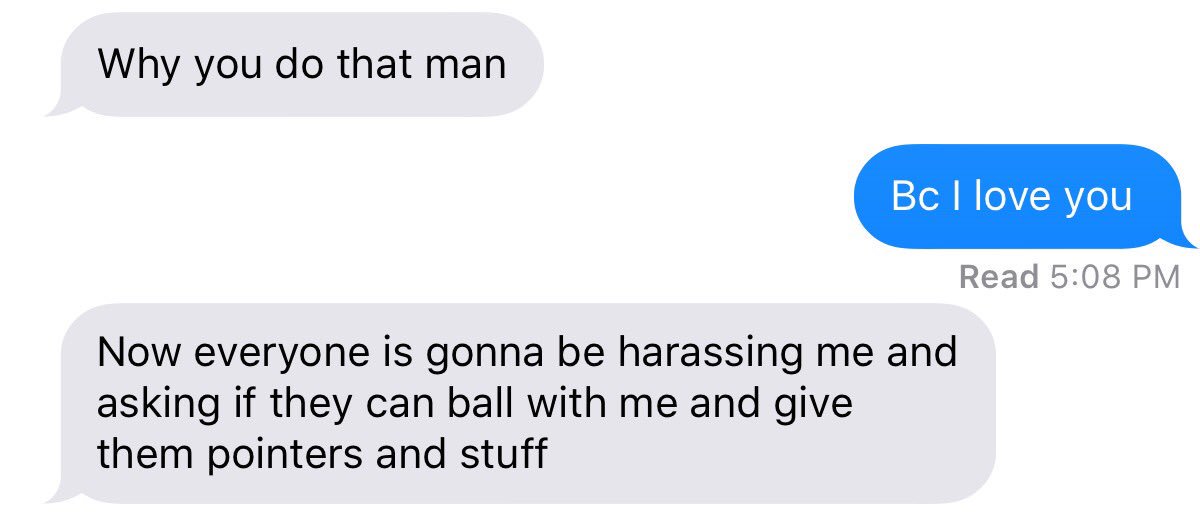 Why you do that man
Bc I love you
Read 5:08 PM
Now everyone is gonna be harassing me and
asking if they can ball with me and give
them pointers and stuff